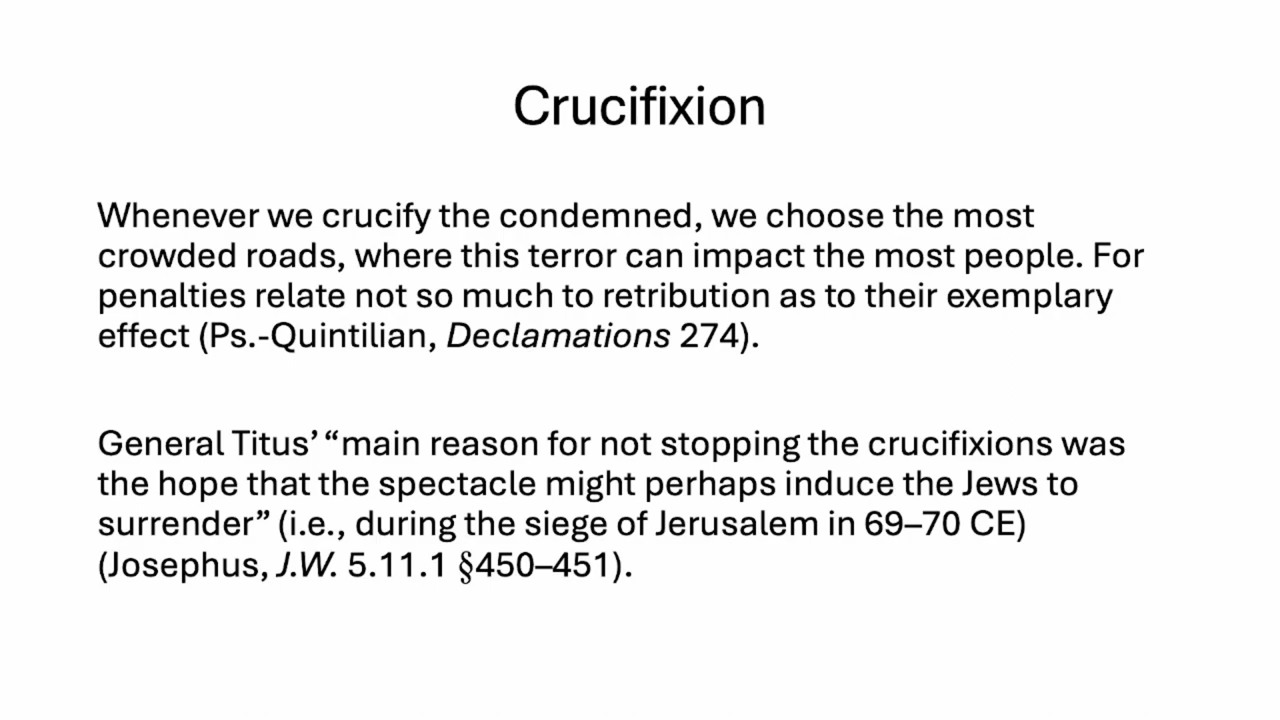 Crucifixion
Whenever we crucify the condemned, we choose the most
crowded roads, where this terror can impact the most people. For
penalties relate not so much to retribution as to their exemplary
effect (Ps.-Quintilian, Declamations 274).
General Titus’ “main reason for not stopping the crucifixions was
the hope that the spectacle might perhaps induce the Jews to
surrender” (i.e., during the siege of Jerusalem in 69–70 CE)
(Josephus, J.W. 5.11.1 §450–451).